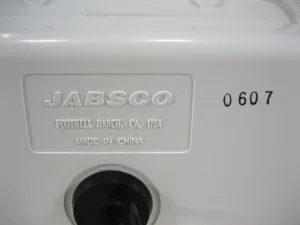 JABSCO
FOOTHILL RANCH, CA, USA
MADE IN CHINA
0607